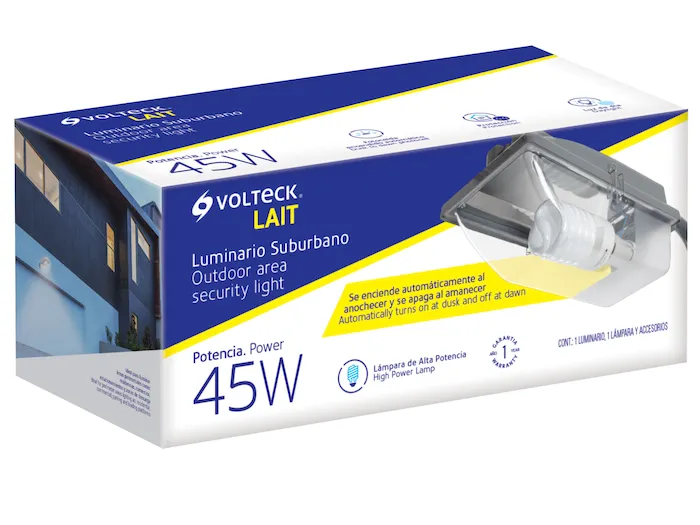 VOLTECK
LAIT
Luminario Suburbano
Outdoor area
security light
Potencia. Power
45W
VOLTECK
LAIT
Luminario Suburbano
Outdoor area
security light
Se enciende automáticamente al
anochecer y se apaga al amanecer
Automatically turns on at dusk and off at dawn
Potencia. Power
45W
Lámpara de Alta Potencia
High Power Lamp
GARANTÍA
AÑO 1 YEAR
WARRANTY
CONT.: 1 LUMINARIO, 1 LÁMPARA Y ACCESORIOS